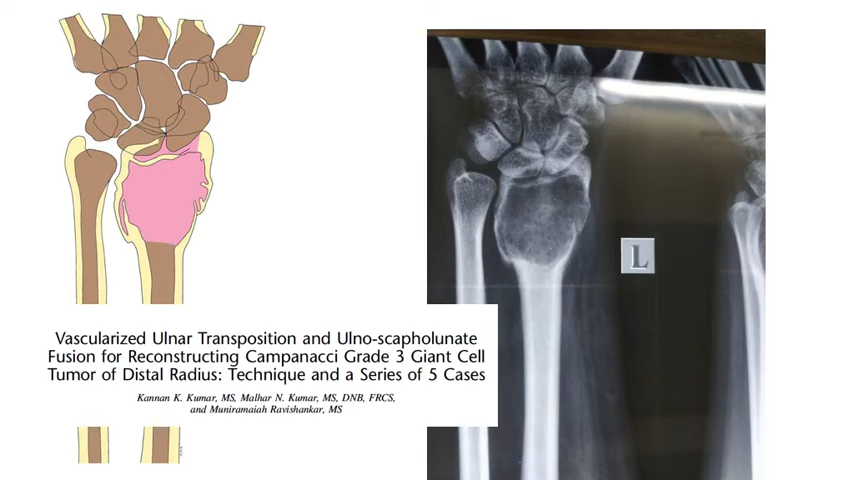 Vascularized Ulnar Transposition and Ulno-scapholunate
Fusion for Reconstructing Campanacci Grade 3 Giant Cell
Tumor of Distal Radius: Technique and a Series of 5 Cases
Kannan K. Kumar, MS, Malhar N. Kumar, MS, DNB, FRCS,
and Muniramaiah Ravishankar, MS
L